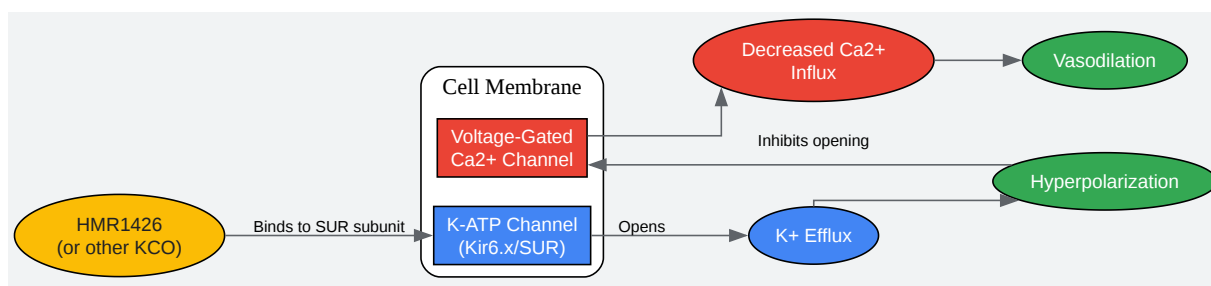 Decreased Ca2+
Influx
Vasodilation
Cell Membrane
Voltage-Gated
Ca2+ Channel
Inhibits opening
Hyperpolarization
HMR1426
(or other KCO)
Binds to SUR subunit
K-ATP Channel
(Kir6.x/SUR)
Opens
K+ Efflux